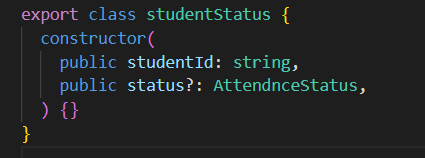 export class studentStatus {
constructor(
public studentId: string,
public status?: AttendnceStatus,
) {}
}